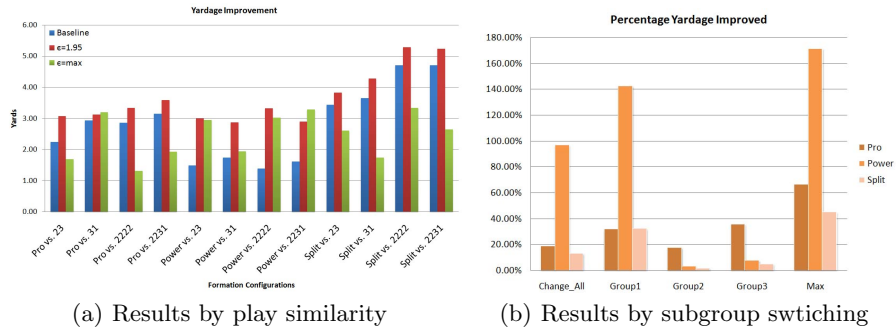 Yardage Improvement
6.00
5.00
4.00
3.00
2.00
1.00
0.00
Yards
Baseline
ε=1.95
ε=max
Pro vs. 23
Pro vs. 31
Pro vs. 2222
Pro vs. 2231
Power vs. 23
Power vs. 31
Power vs. 2222
Power vs. 2231
Split vs. 23
Split vs. 31
Split vs. 2222
Split vs. 2231
Formation Configurations
(a) Results by play similarity
Percentage Yardage Improved
180.00%
160.00%
140.00%
120.00%
100.00%
80.00%
60.00%
40.00%
20.00%
0.00%
Pro
Power
Split
Change_All
Group1
Group2
Group3
Max
(b) Results by subgroup swtiching